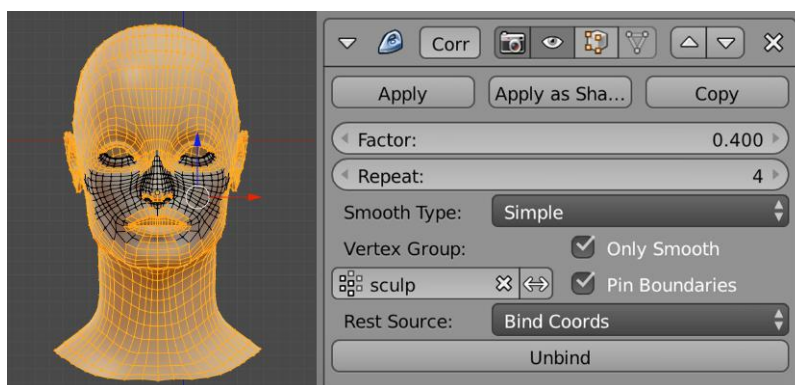 Corr
Apply
Apply as Sha...
Copy
Factor: 0.400
Repeat: 4
Smooth Type: Simple
Vertex Group: Only Smooth
sculp Pin Boundaries
Rest Source: Bind Coords
Unbind